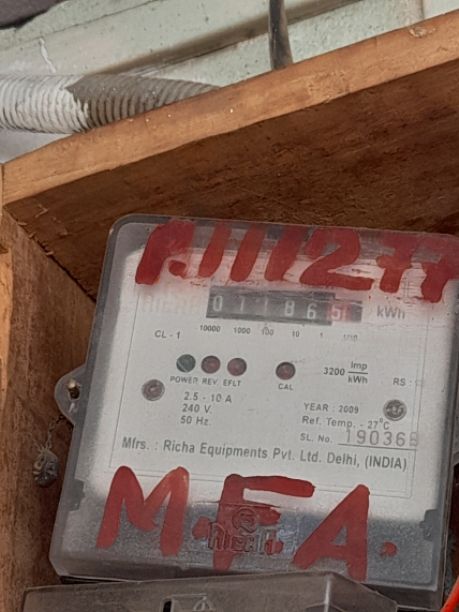 A.111277
0 1 1 8 6 5 kWh
CL - 1
10000 1000 100 10 1 1/10
POWER REV. EFLT CAL
3200 Imp/kWh
RS :
2.5 - 10 A
240 V.
50 Hz.
YEAR : 2009
Ref. Temp. - 27°C
SL. No. 190368
Mfrs. : Richa Equipments Pvt. Ltd. Delhi, (INDIA)
M.F.A.